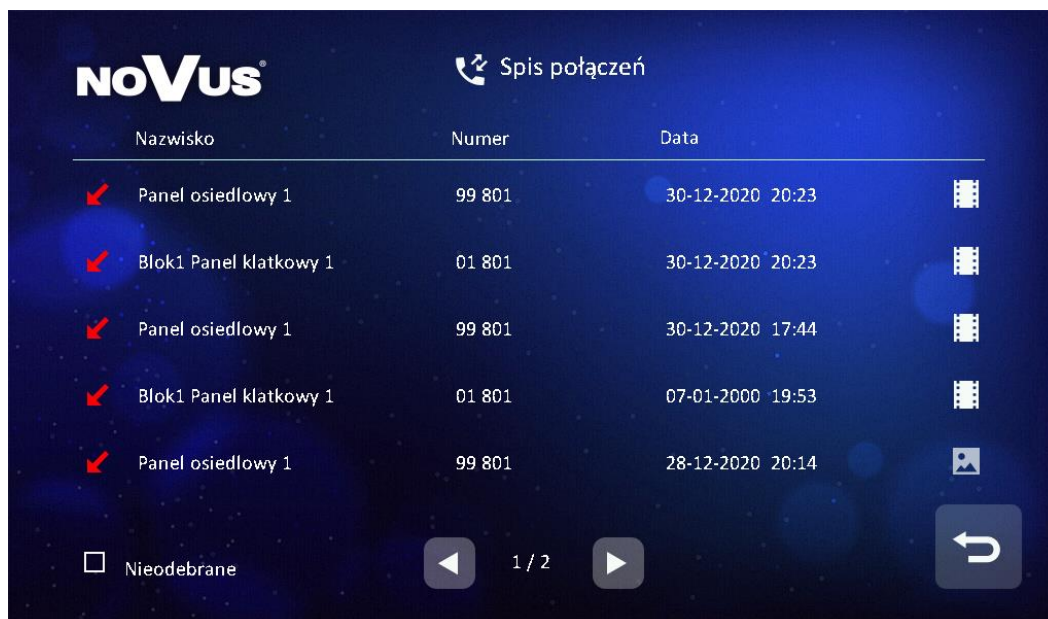 NOVUS®
Spis połączeń
Nazwisko Numer Data
Panel osiedlowy 1 99 801 30-12-2020 20:23
Blok1 Panel klatkowy 1 01 801 30-12-2020 20:23
Panel osiedlowy 1 99 801 30-12-2020 17:44
Blok1 Panel klatkowy 1 01 801 07-01-2000 19:53
Panel osiedlowy 1 99 801 28-12-2020 20:14
Nieodebrane 1 / 2